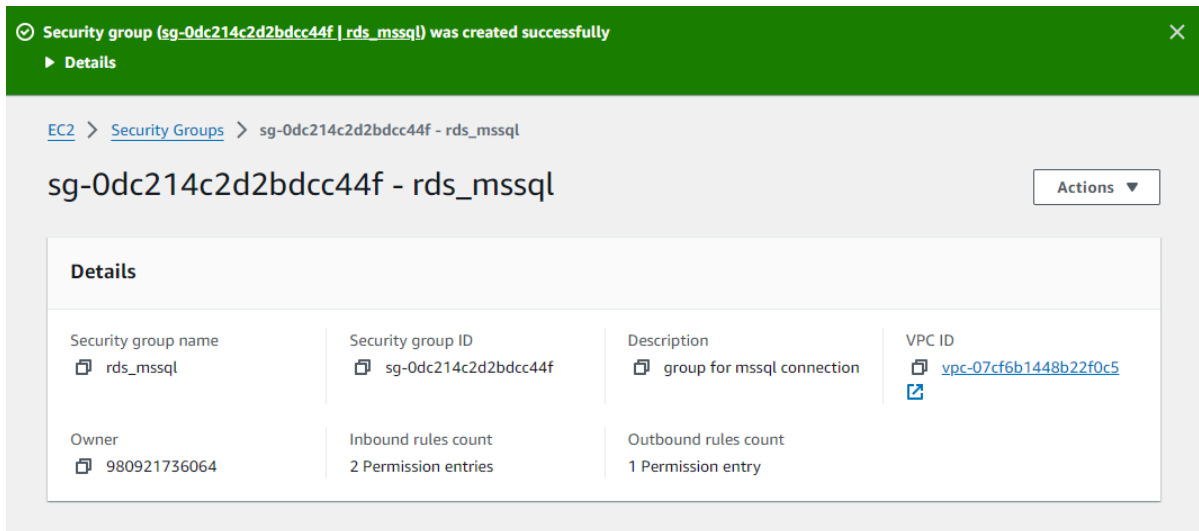 Security group (sg-0dc214c2d2bdcc44f | rds_mssql) was created successfully
Details
EC2 > Security Groups > sg-0dc214c2d2bdcc44f - rds_mssql
sg-0dc214c2d2bdcc44f - rds_mssql
Actions
Details
Security group name
rds_mssql
Security group ID
sg-0dc214c2d2bdcc44f
Description
group for mssql connection
VPC ID
vpc-07cf6b1448b22f0c5
Owner
980921736064
Inbound rules count
2 Permission entries
Outbound rules count
1 Permission entry